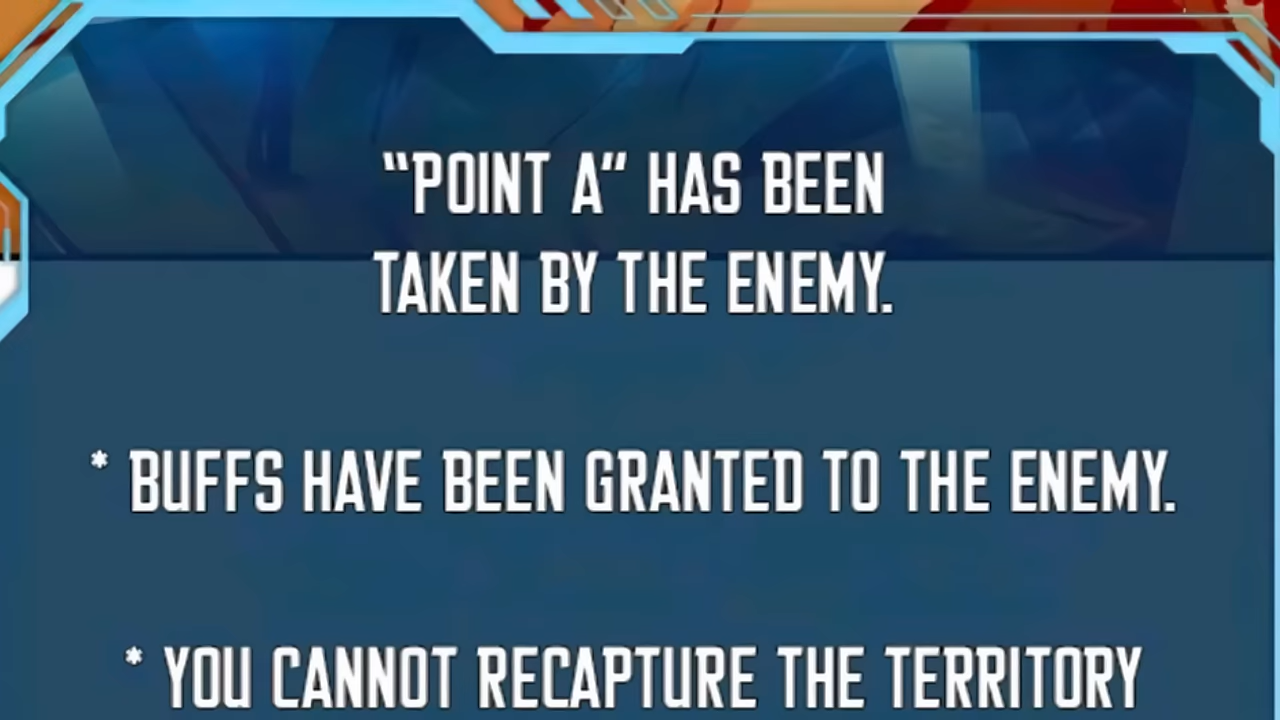 “POINT A” HAS BEEN
TAKEN BY THE ENEMY.
* BUFFS HAVE BEEN GRANTED TO THE ENEMY.
* YOU CANNOT RECAPTURE THE TERRITORY